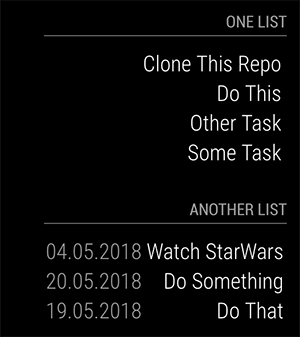 ONE LIST
Clone This Repo
Do This
Other Task
Some Task
ANOTHER LIST
04.05.2018 Watch StarWars
20.05.2018 Do Something
19.05.2018 Do That